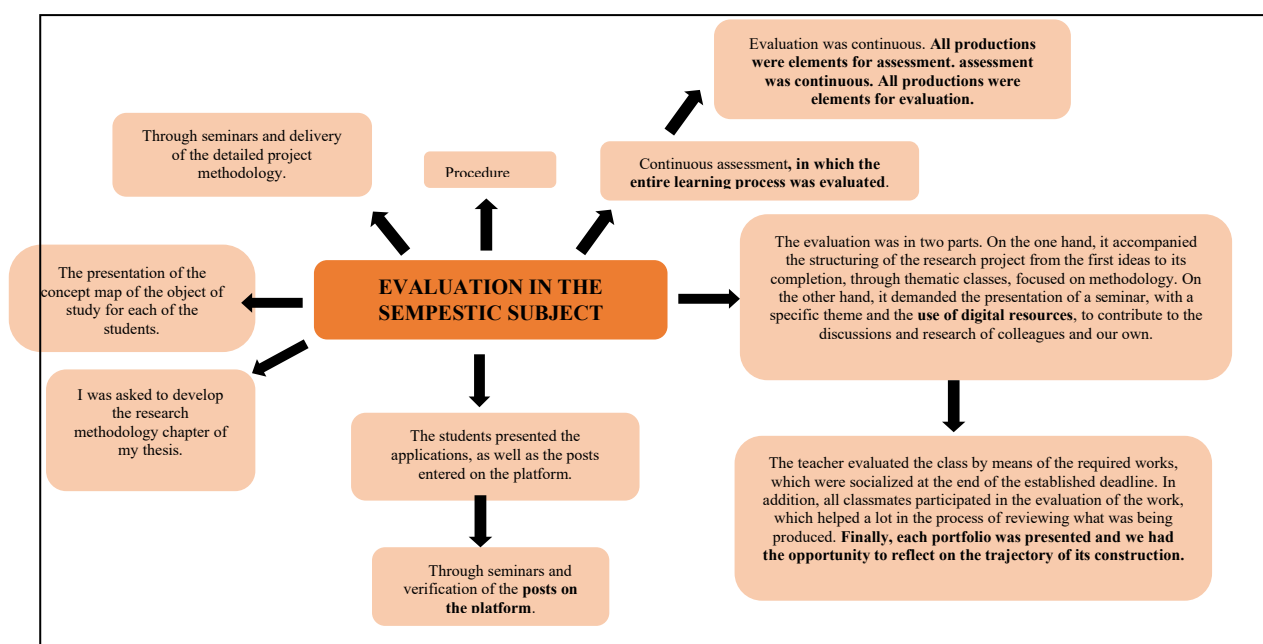 Evaluation was continuous. All productions
were elements for assessment. assessment
was continuous. All productions were
elements for evaluation.
Through seminars and delivery
of the detailed project
methodology.
Procedure
Continuous assessment, in which the
entire learning process was evaluated.
The presentation of the
concept map of the object of
study for each of the
students.
EVALUATION IN THE
SEMPESTIC SUBJECT
The evaluation was in two parts. On the one hand, it accompanied
the structuring of the research project from the first ideas to its
completion, through thematic classes, focused on methodology. On
the other hand, it demanded the presentation of a seminar, with a
specific theme and the use of digital resources, to contribute to the
discussions and research of colleagues and our own.
I was asked to develop
the research
methodology chapter of
my thesis.
The students presented the
applications, as well as the posts
entered on the platform.
The teacher evaluated the class by means of the required works,
which were socialized at the end of the established deadline. In
addition, all classmates participated in the evaluation of the work,
which helped a lot in the process of reviewing what was being
produced. Finally, each portfolio was presented and we had
the opportunity to reflect on the trajectory of its construction.
Through seminars and
verification of the posts on
the platform.